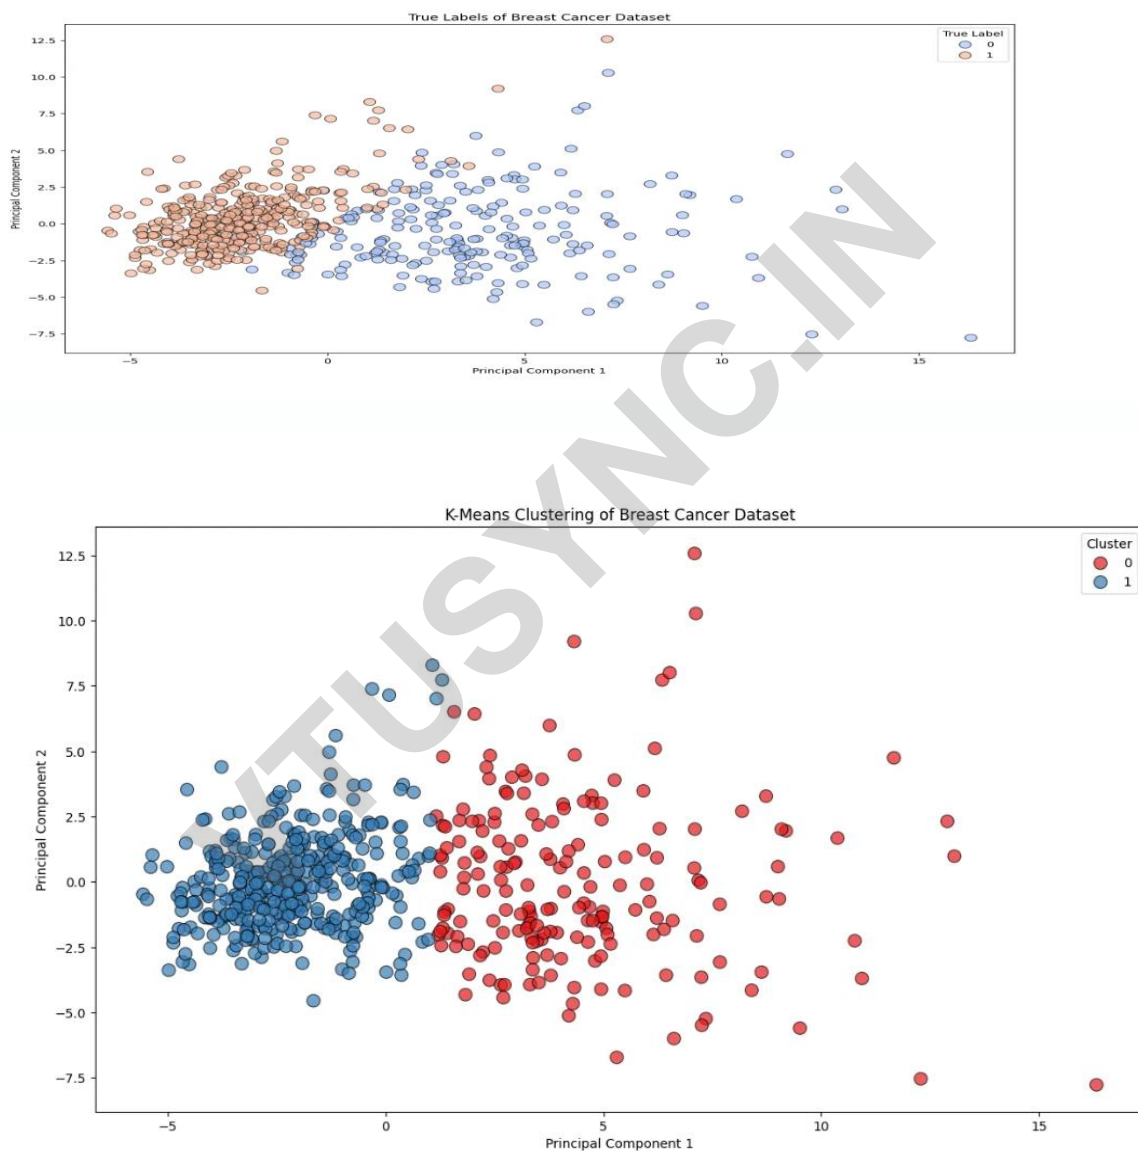 True Labels of Breast Cancer Dataset
True Label
0
1
12.5
10.0
7.5
5.0
2.5
0.0
−2.5
−5.0
−7.5
Principal Component 2
−5 0 5 10 15
Principal Component 1
VTUSYNC.IN
K-Means Clustering of Breast Cancer Dataset
Cluster
0
1
12.5
10.0
7.5
5.0
2.5
0.0
−2.5
−5.0
−7.5
Principal Component 2
−5 0 5 10 15
Principal Component 1